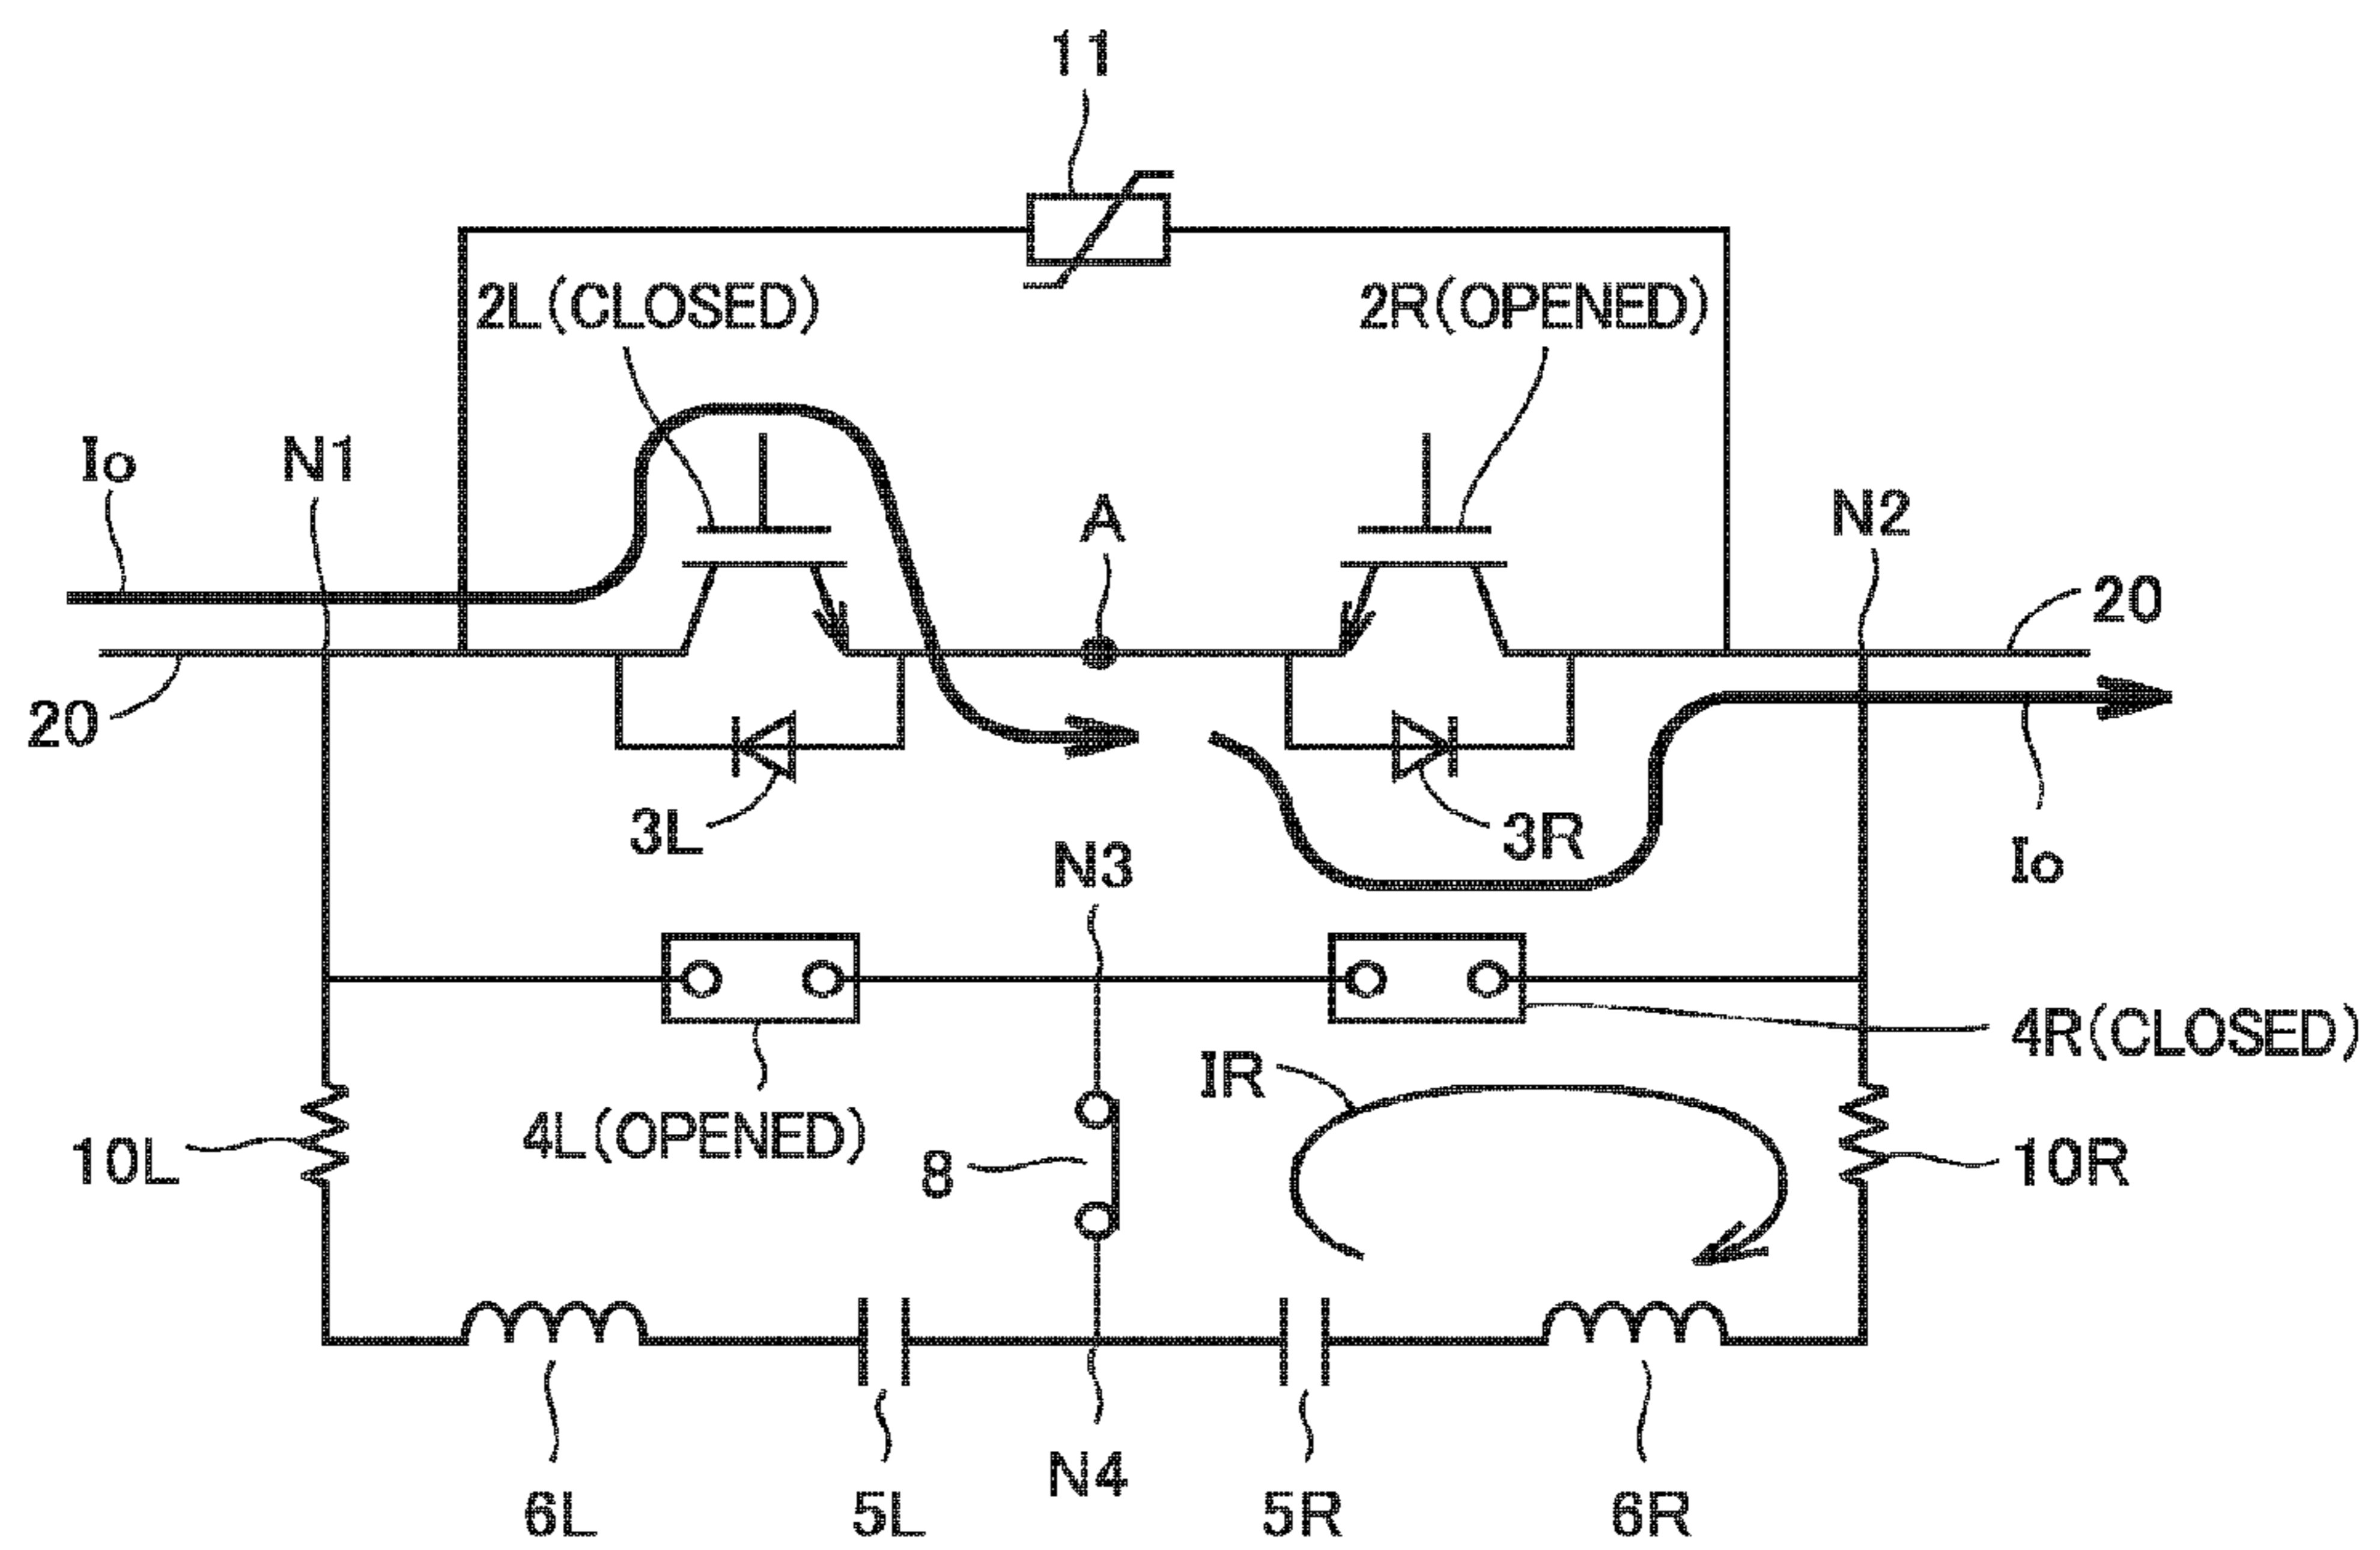 11
2L(CLOSED)
2R(OPENED)
Io
N1
A
N2
20
20
3L
3R
N3
Io
4R(CLOSED)
IR
4L(OPENED)
10L
8
10R
N4
6L
5L
5R
6R